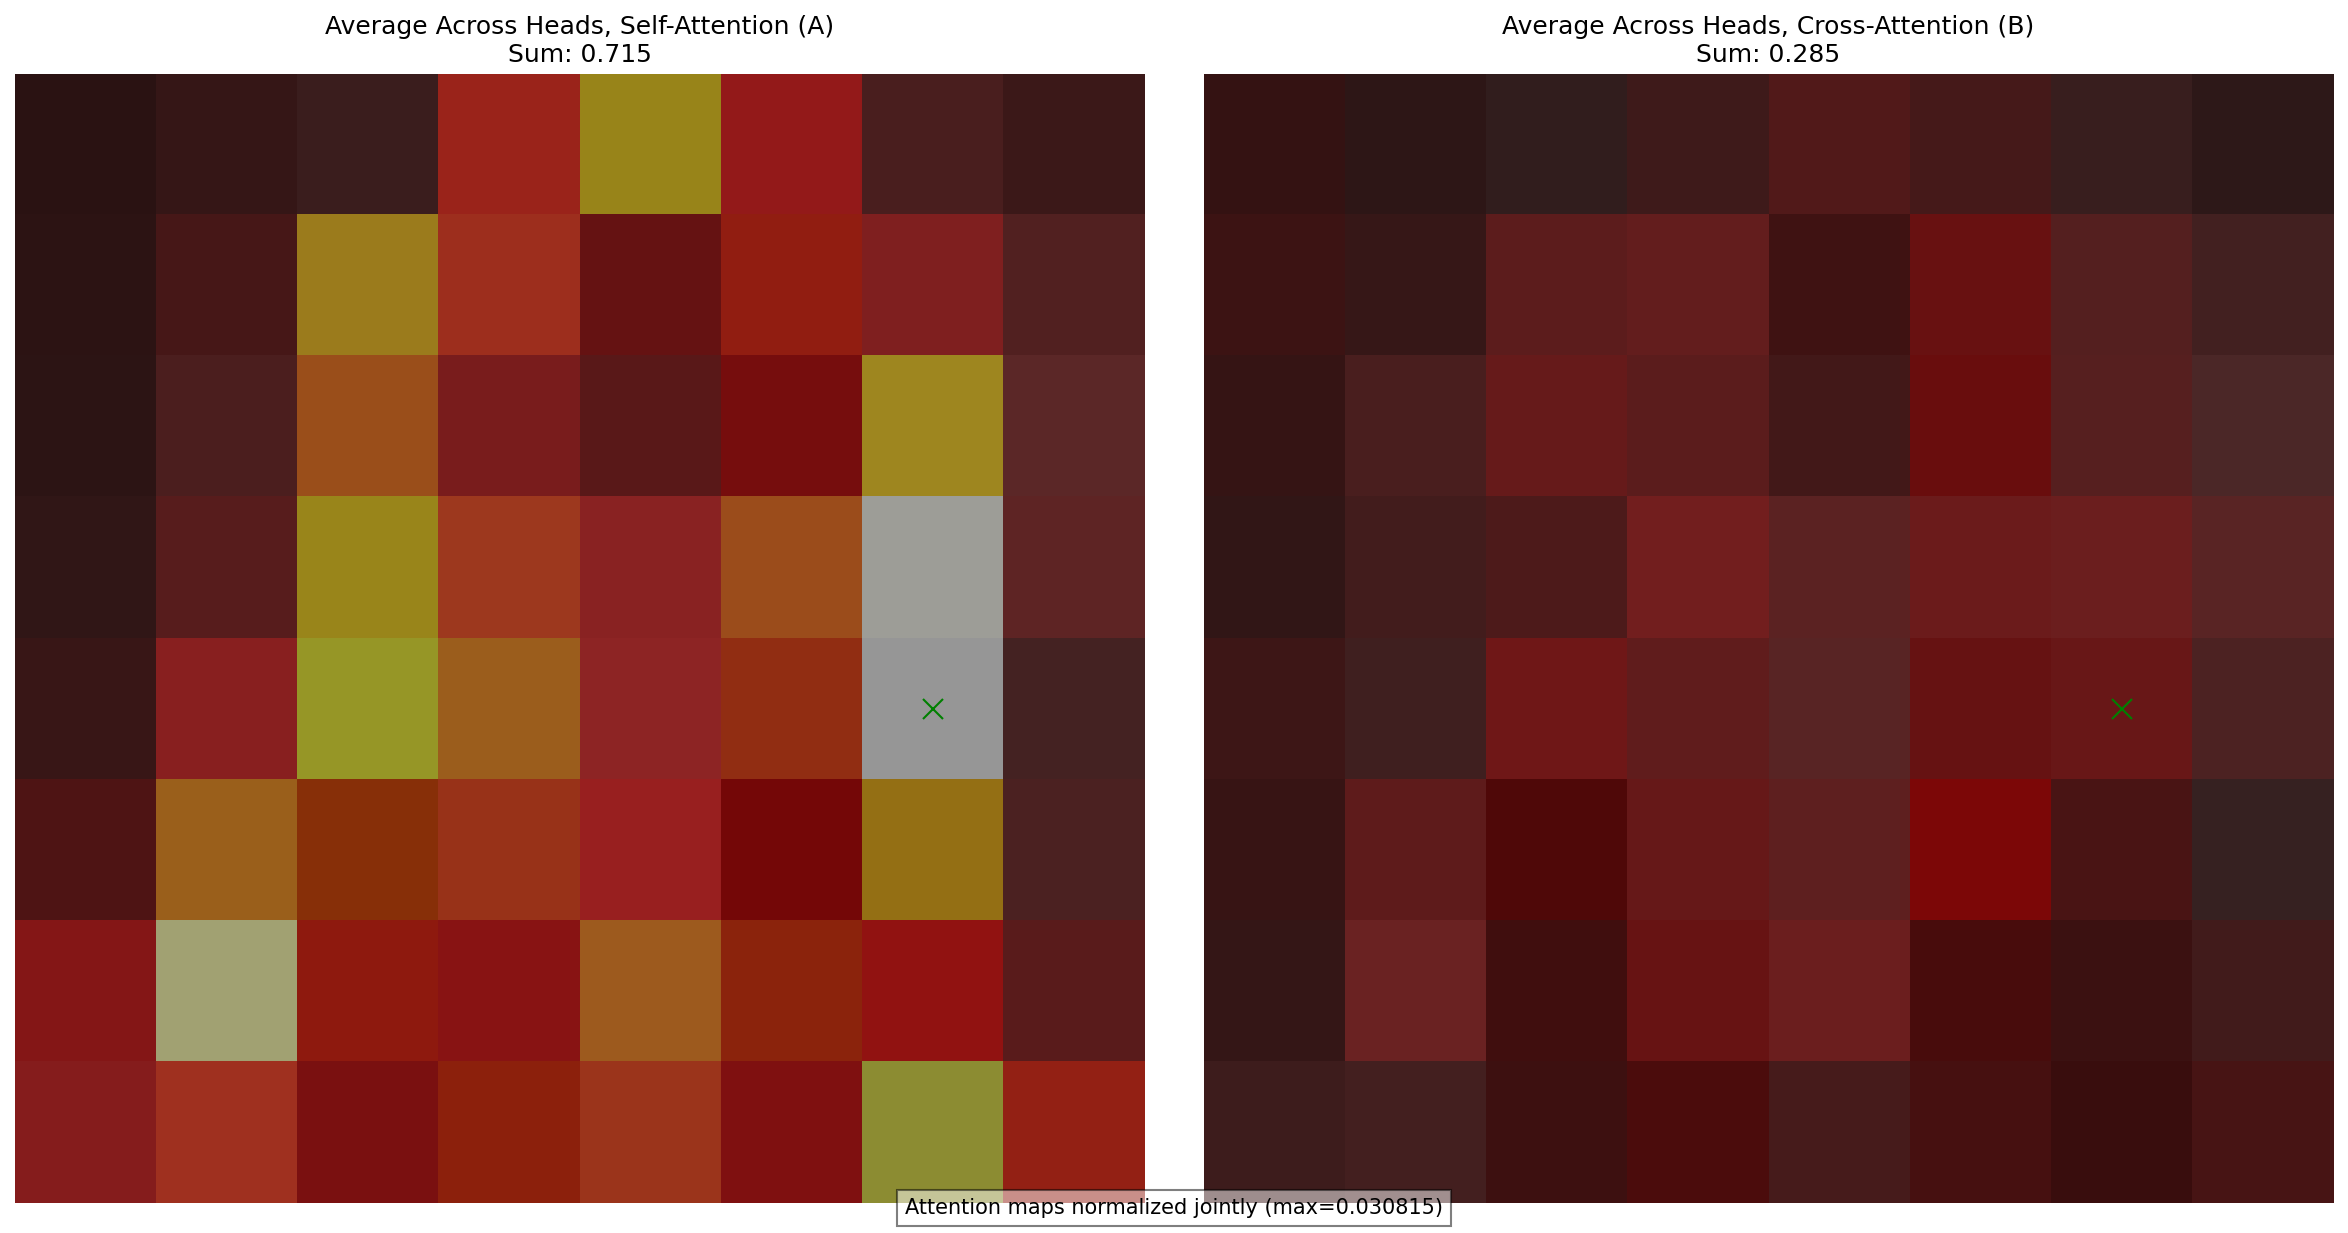 Average Across Heads, Self-Attention (A)
Sum: 0.715
Average Across Heads, Cross-Attention (B)
Sum: 0.285
Attention maps normalized jointly (max=0.030815)